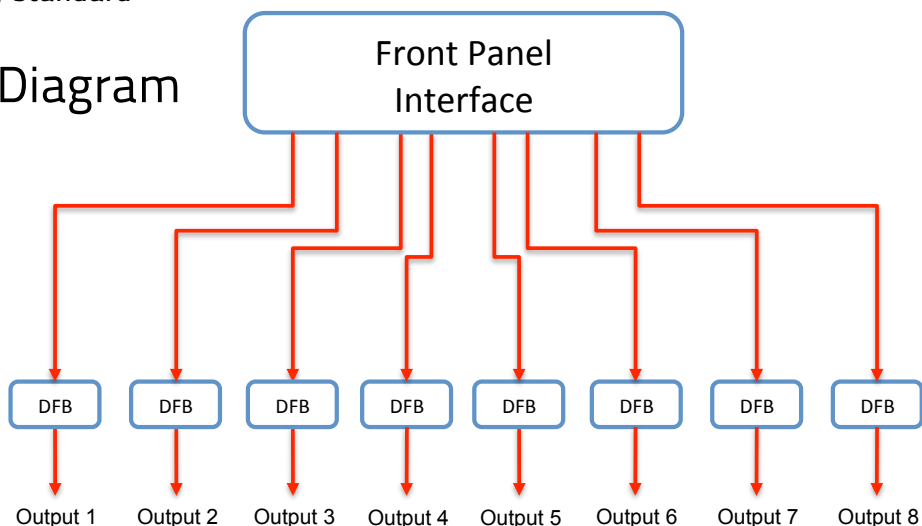 Standard
Diagram
Front Panel
Interface
DFB DFB DFB DFB DFB DFB DFB DFB
Output 1 Output 2 Output 3 Output 4 Output 5 Output 6 Output 7 Output 8